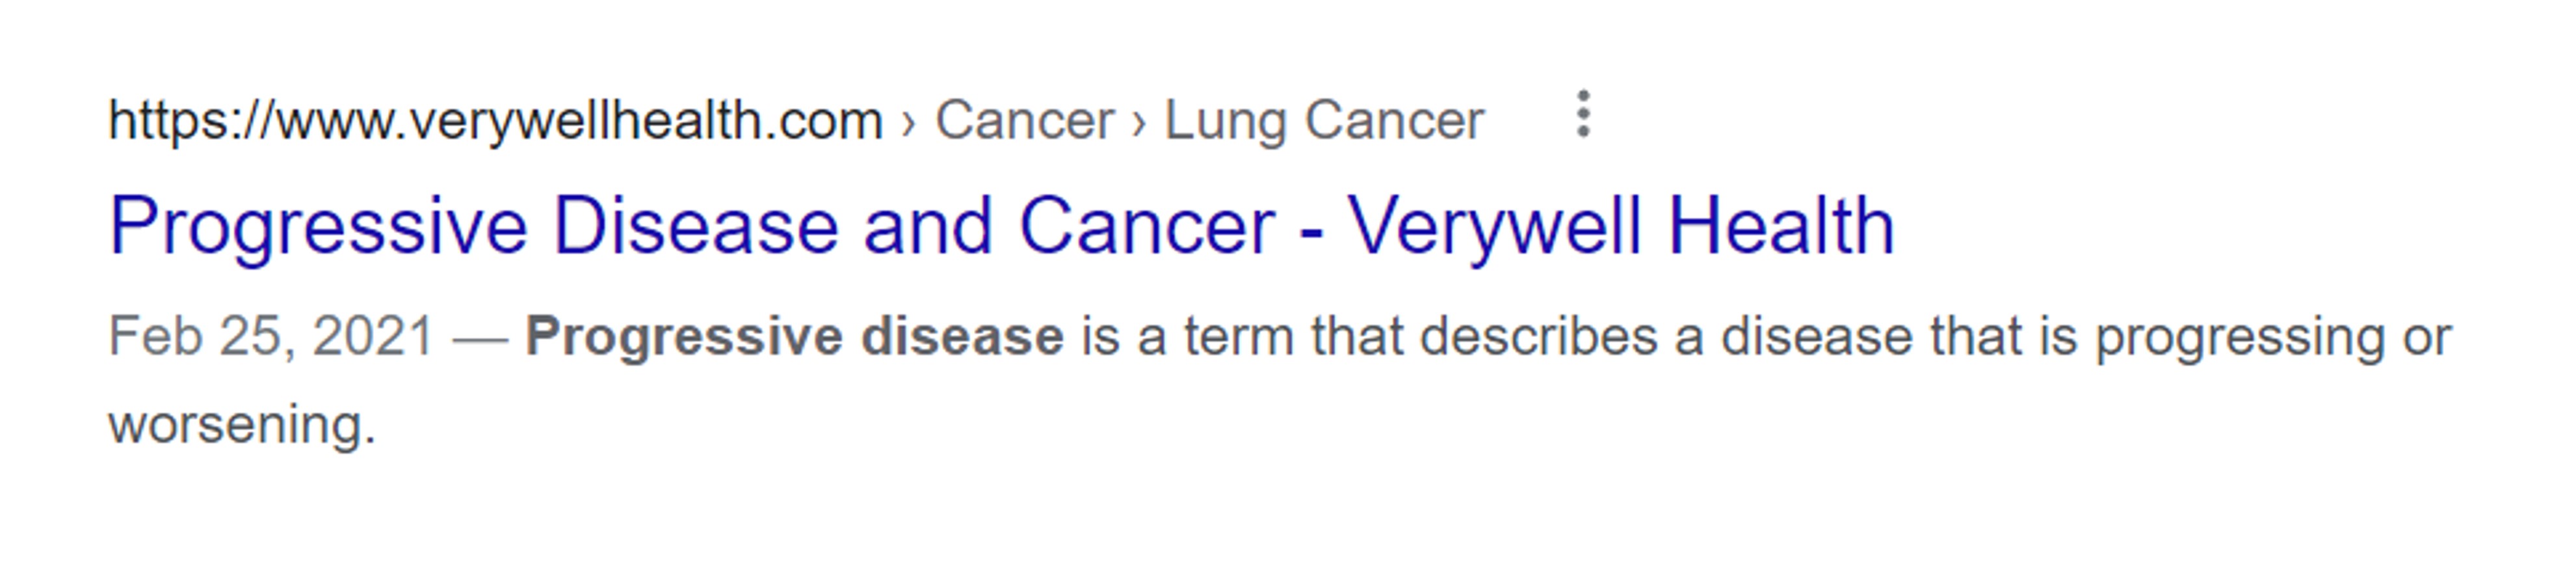 https://www.verywellhealth.com › Cancer › Lung Cancer
Progressive Disease and Cancer - Verywell Health
Feb 25, 2021 — Progressive disease is a term that describes a disease that is progressing or
worsening.